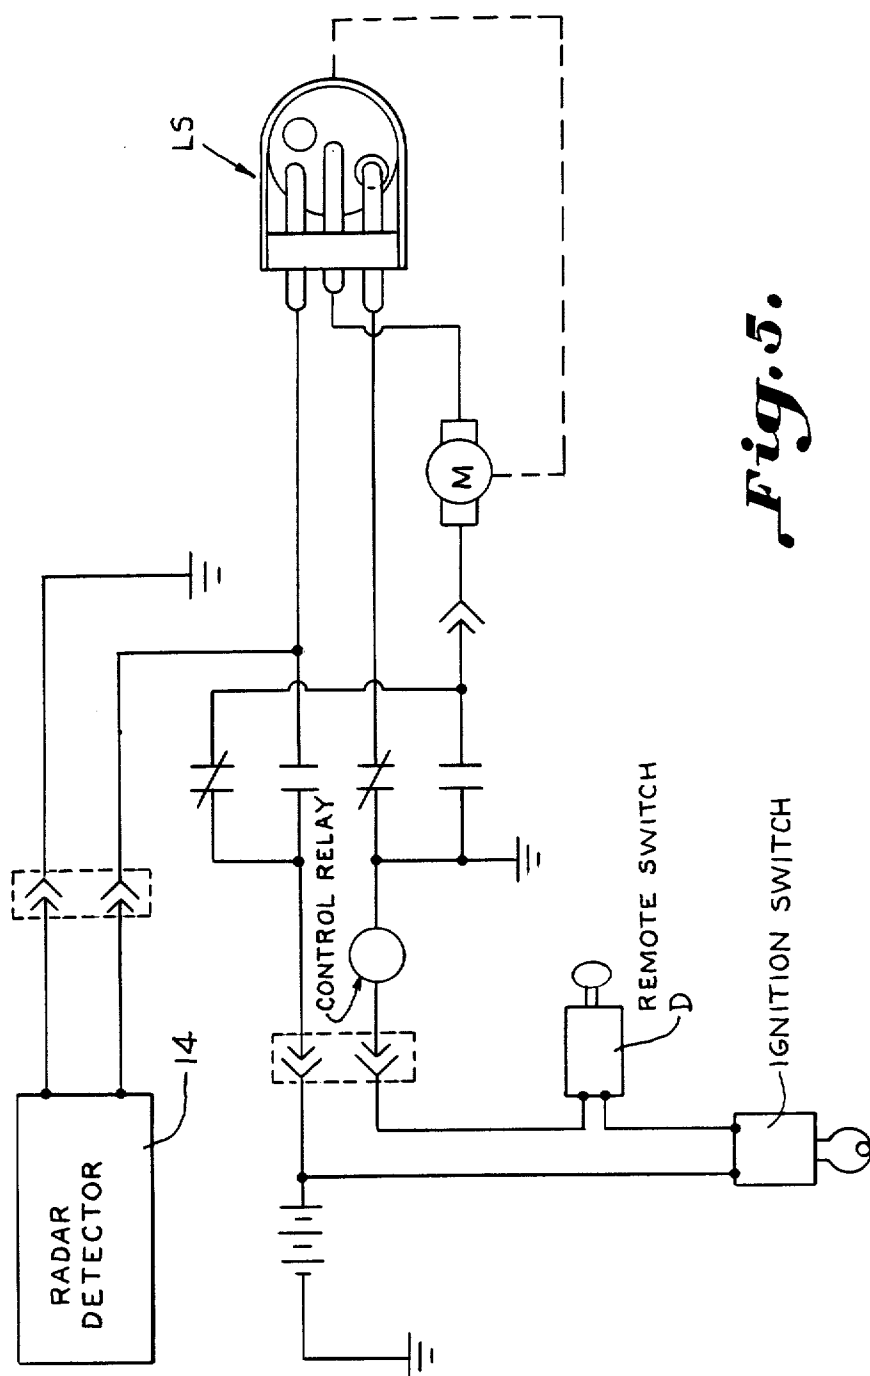 LS
M
RADAR
DETECTOR
14
CONTROL RELAY
REMOTE SWITCH
D
IGNITION SWITCH
Fig. 5.